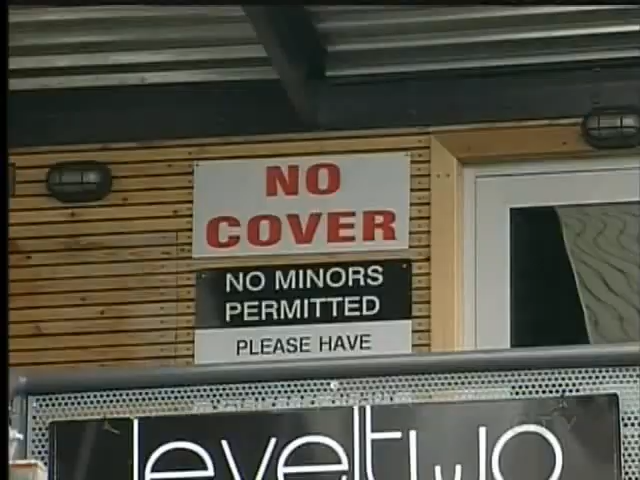 NO
COVER
NO MINORS
PERMITTED
PLEASE HAVE
leveltwo